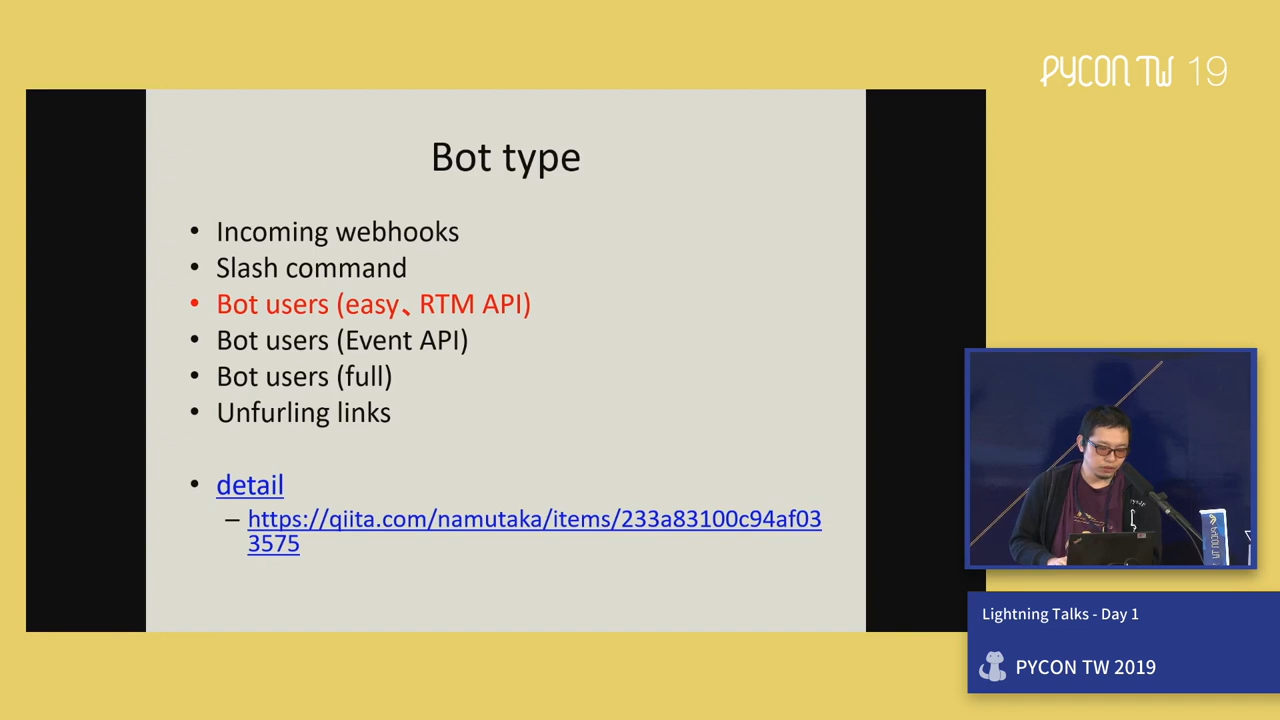 PYCON TW 19
Bot type
• Incoming webhooks
• Slash command
• Bot users (easy、RTM API)
• Bot users (Event API)
• Bot users (full)
• Unfurling links
• detail
– https://qiita.com/namutaka/items/233a83100c94af03
3575
Lightning Talks - Day 1
PYCON TW 2019